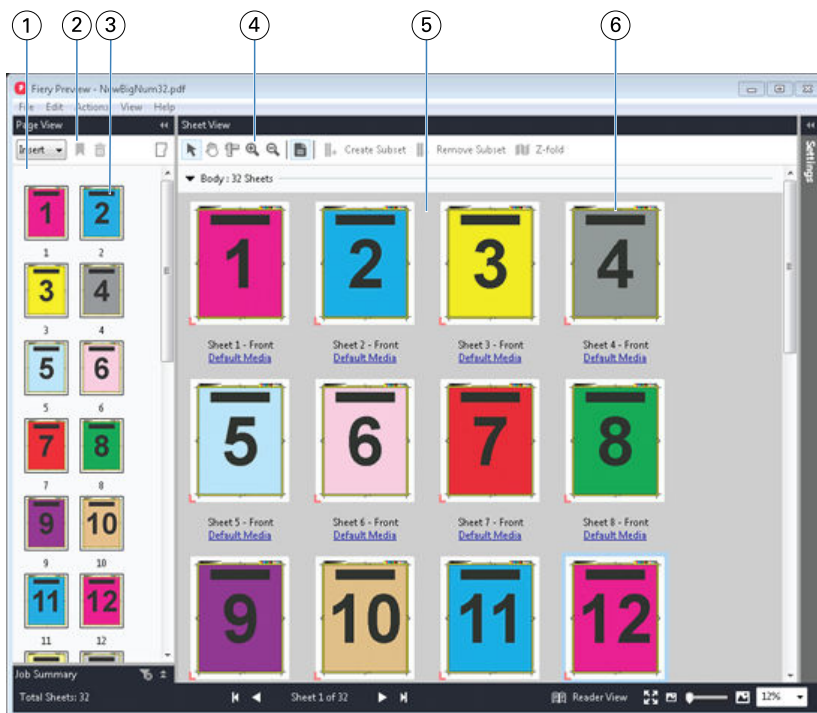 1 2 3 4 5 6
Fiery Preview - NewBigNum32.pdf
File Edit Actions View Help
Page View Sheet View
Insert Create Subset Remove Subset Z-fold
Settings
Body : 32 Sheets
1 2
1 2
3 4
3 4
5 6
5 6
7 8
7 8
9 10
9 10
11 12
11 12
1 2 3 4
Sheet 1 - Front Sheet 2 - Front Sheet 3 - Front Sheet 4 - Front
Default Media Default Media Default Media Default Media
5 6 7 8
Sheet 5 - Front Sheet 6 - Front Sheet 7 - Front Sheet 8 - Front
Default Media Default Media Default Media Default Media
9 10 11 12
Job Summary
Total Sheets: 32 Sheet 1 of 32 Reader View 12%